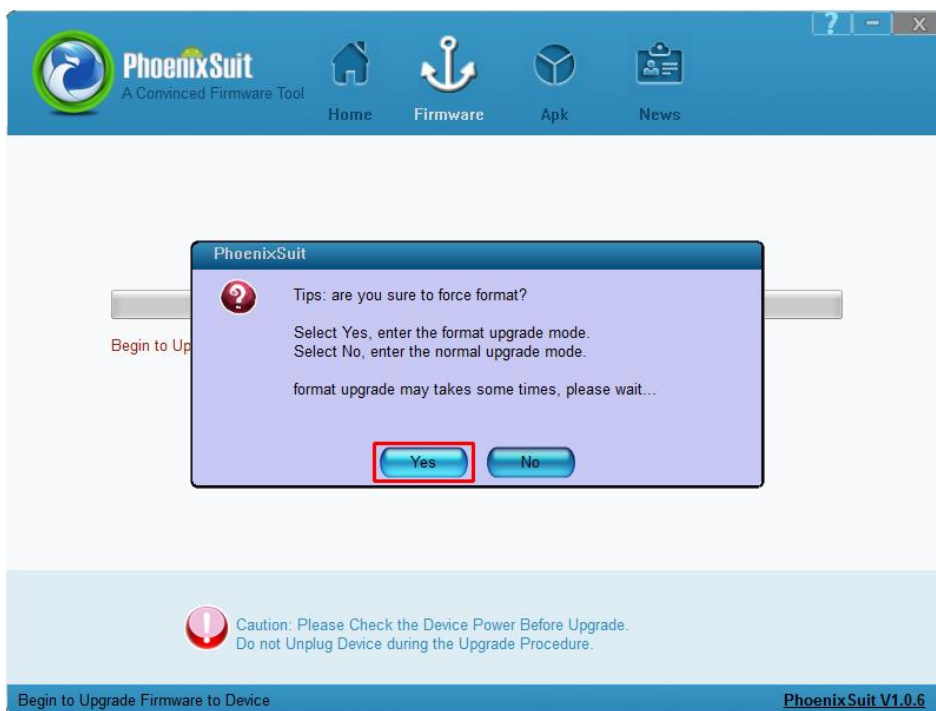 ? – X
PhoenixSuit
A Convinced Firmware Tool
Home Firmware Apk News
PhoenixSuit
Tips: are you sure to force format?
Select Yes, enter the format upgrade mode.
Select No, enter the normal upgrade mode.
format upgrade may takes some times, please wait...
Begin to Up
Yes No
Caution: Please Check the Device Power Before Upgrade.
Do not Unplug Device during the Upgrade Procedure.
Begin to Upgrade Firmware to Device
PhoenixSuit V1.0.6